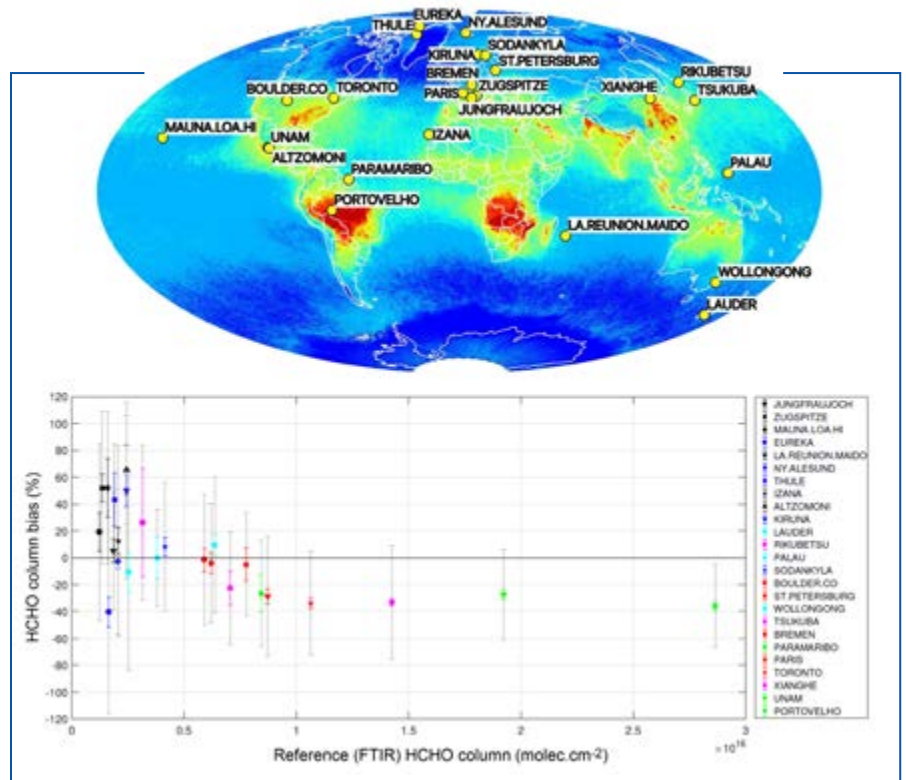 EUREKA
THULE
NY.ALESUND
KIRUNA
SODANKYLA
ST.PETERSBURG
BREMEN
RIKUBETSU
BOULDER.CO
TORONTO
PARIS
ZUGSPITZE
XIANGHE
TSUKUBA
JUNGFRAUJOCH
MAUNA.LOA.HI
UNAM
IZANA
ALTZOMONI
PARAMARIBO
PALAU
PORTOVELHO
LA.REUNION.MAIDO
WOLLONGONG
LAUDER
HCHO column bias (%)
120
100
80
60
40
20
0
-20
-40
-60
-80
-100
-120
0
0.5
1
1.5
2
2.5
3
×10¹⁶
Reference (FTIR) HCHO column (molec.cm⁻²)
JUNGFRAUJOCH
ZUGSPITZE
MAUNA.LOA.HI
EUREKA
LA.REUNION.MAIDO
NY.ALESUND
THULE
IZANA
ALTZOMONI
KIRUNA
LAUDER
RIKUBETSU
PALAU
SODANKYLA
BOULDER.CO
ST.PETERSBURG
WOLLONGONG
TSUKUBA
BREMEN
PARAMARIBO
PARIS
TORONTO
XIANGHE
UNAM
PORTOVELHO